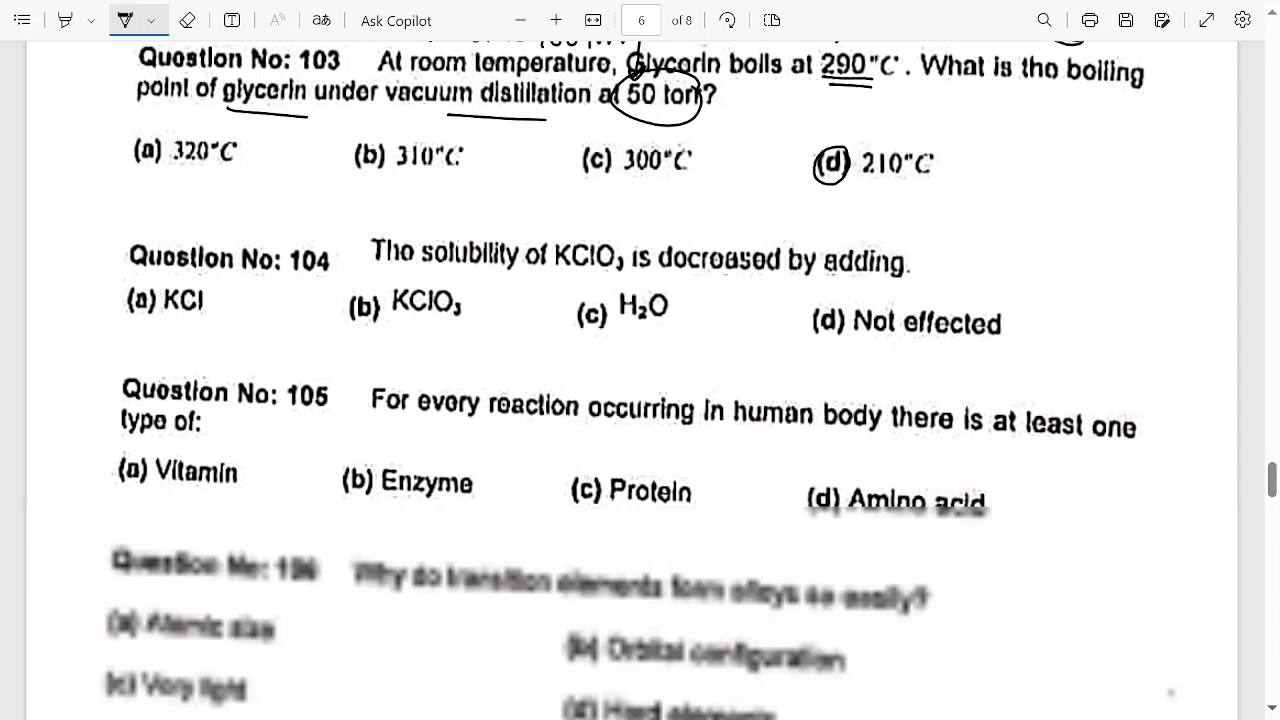 Ask Copilot
6
of 8
Question No: 103 At room temperature, Glycerin boils at 290°C. What is the boiling
point of glycerin under vacuum distillation at 50 torr?
(a) 320°C (b) 310°C (c) 300°C (d) 210°C
Question No: 104 The solubility of KClO₃ is decreased by adding.
(a) KCl (b) KClO₃ (c) H₂O (d) Not effected
Question No: 105 For every reaction occurring in human body there is at least one
type of:
(a) Vitamin (b) Enzyme (c) Protein (d) Amino acid
Question No: 106 Why do transition elements form alloys so easily?
(a) Atomic size (b) Orbital configuration
(c) Very light (d) Hard elements